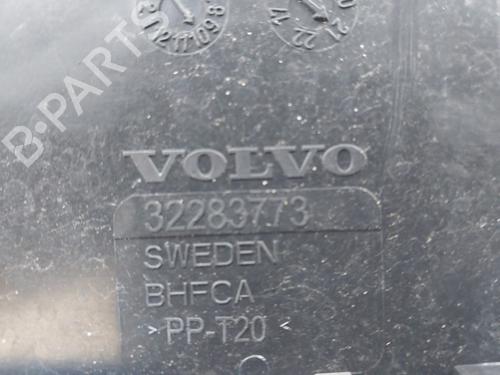 B-PARTS
VOLVO
32283773
SWEDEN
BHFCA
>PP-T20<